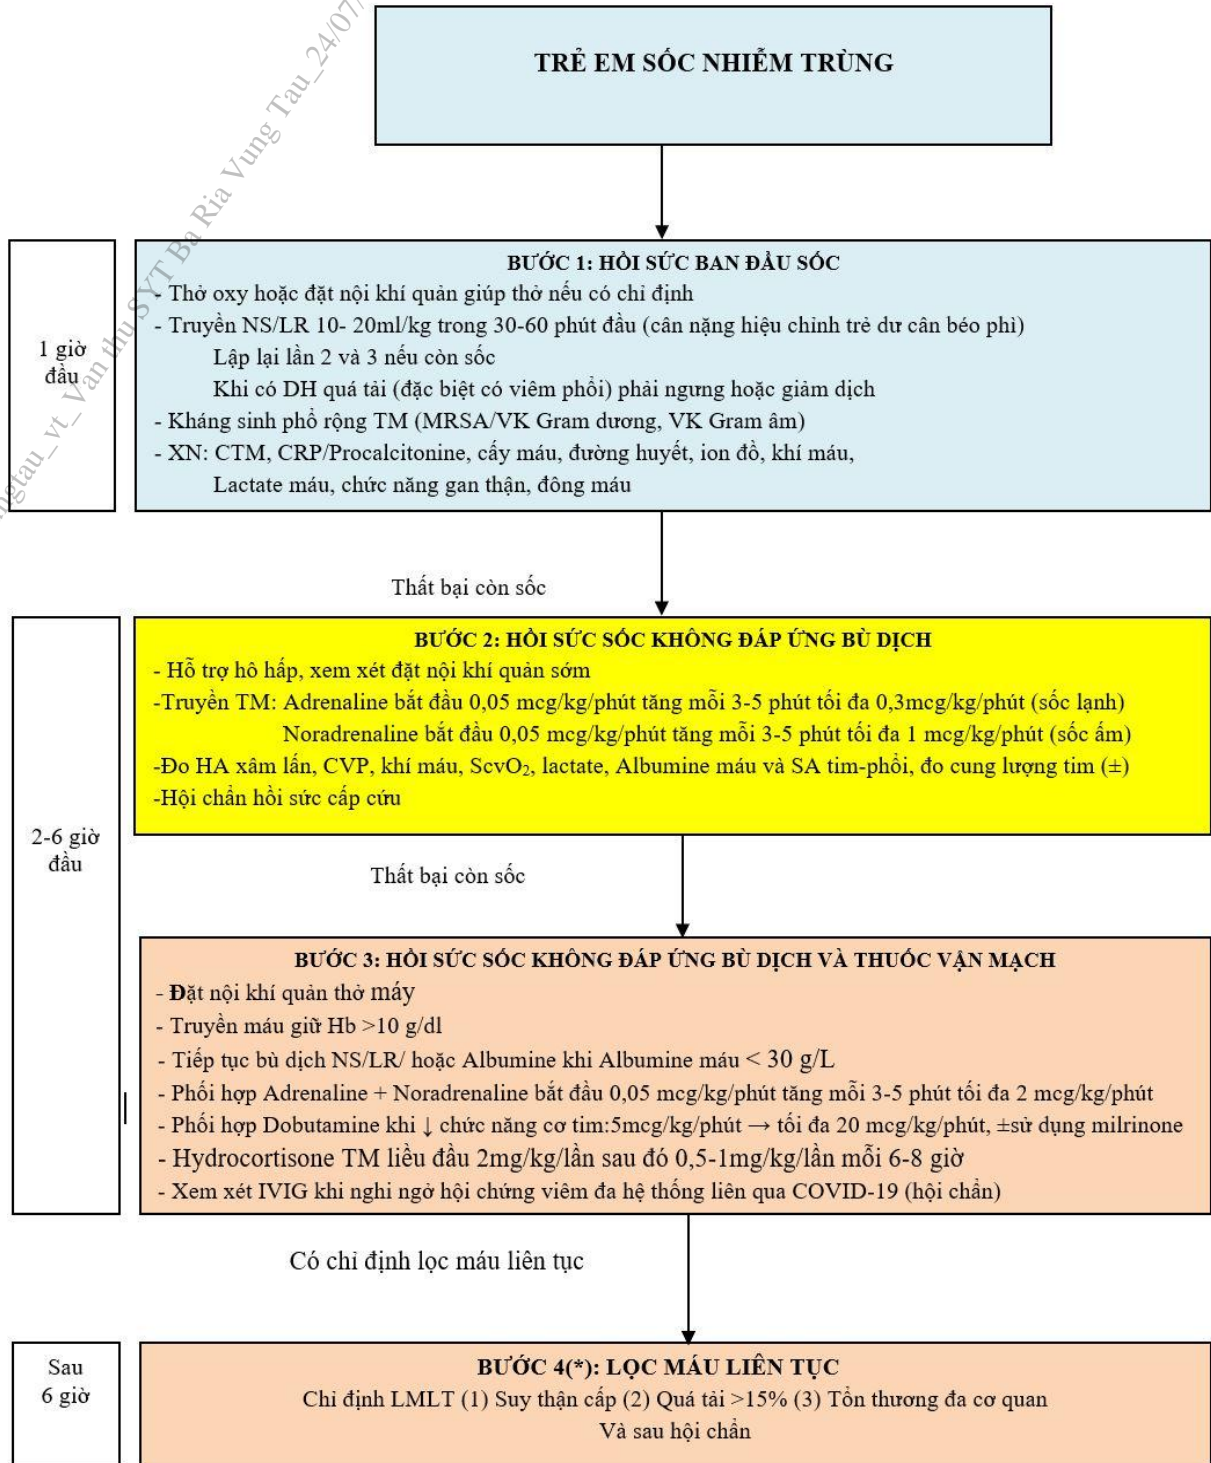 TRẺ EM SỐC NHIỄM TRÙNG
1 giờ
đầu
BƯỚC 1: HỒI SỨC BAN ĐẦU SỐC
- Thở oxy hoặc đặt nội khí quản giúp thở nếu có chỉ định
- Truyền NS/LR 10- 20ml/kg trong 30-60 phút đầu (cân nặng hiệu chỉnh trẻ dư cân béo phì)
Lập lại lần 2 và 3 nếu còn sốc
Khi có DH quá tải (đặc biệt có viêm phổi) phải ngưng hoặc giảm dịch
- Kháng sinh phổ rộng TM (MRSA/VK Gram dương, VK Gram âm)
- XN: CTM, CRP/Procalcitonine, cấy máu, đường huyết, ion đồ, khí máu,
Lactate máu, chức năng gan thận, đông máu
Thất bại còn sốc
2-6 giờ
đầu
BƯỚC 2: HỒI SỨC SỐC KHÔNG ĐÁP ỨNG BÙ DỊCH
- Hỗ trợ hô hấp, xem xét đặt nội khí quản sớm
-Truyền TM: Adrenaline bắt đầu 0,05 mcg/kg/phút tăng mỗi 3-5 phút tối đa 0,3mcg/kg/phút (sốc lạnh)
Noradrenaline bắt đầu 0,05 mcg/kg/phút tăng mỗi 3-5 phút tối đa 1 mcg/kg/phút (sốc ấm)
-Đo HA xâm lấn, CVP, khí máu, ScvO₂, lactate, Albumine máu và SA tim-phổi, đo cung lượng tim (±)
-Hội chẩn hồi sức cấp cứu
Thất bại còn sốc
BƯỚC 3: HỒI SỨC SỐC KHÔNG ĐÁP ỨNG BÙ DỊCH VÀ THUỐC VẬN MẠCH
- Đặt nội khí quản thở máy
- Truyền máu giữ Hb >10 g/dl
- Tiếp tục bù dịch NS/LR/ hoặc Albumine khi Albumine máu < 30 g/L
- Phối hợp Adrenaline + Noradrenaline bắt đầu 0,05 mcg/kg/phút tăng mỗi 3-5 phút tối đa 2 mcg/kg/phút
- Phối hợp Dobutamine khi ↓ chức năng cơ tim:5mcg/kg/phút → tối đa 20 mcg/kg/phút, ±sử dụng milrinone
- Hydrocortisone TM liều đầu 2mg/kg/lần sau đó 0,5-1mg/kg/lần mỗi 6-8 giờ
- Xem xét IVIG khi nghi ngờ hội chứng viêm đa hệ thống liên qua COVID-19 (hội chẩn)
Có chỉ định lọc máu liên tục
Sau
6 giờ
BƯỚC 4(*): LỌC MÁU LIÊN TỤC
Chỉ định LMLT (1) Suy thận cấp (2) Quá tải >15% (3) Tổn thương đa cơ quan
Và sau hội chẩn
ngtau_vt_Van thu SYT Ba Ria Vung Tau_24/07/